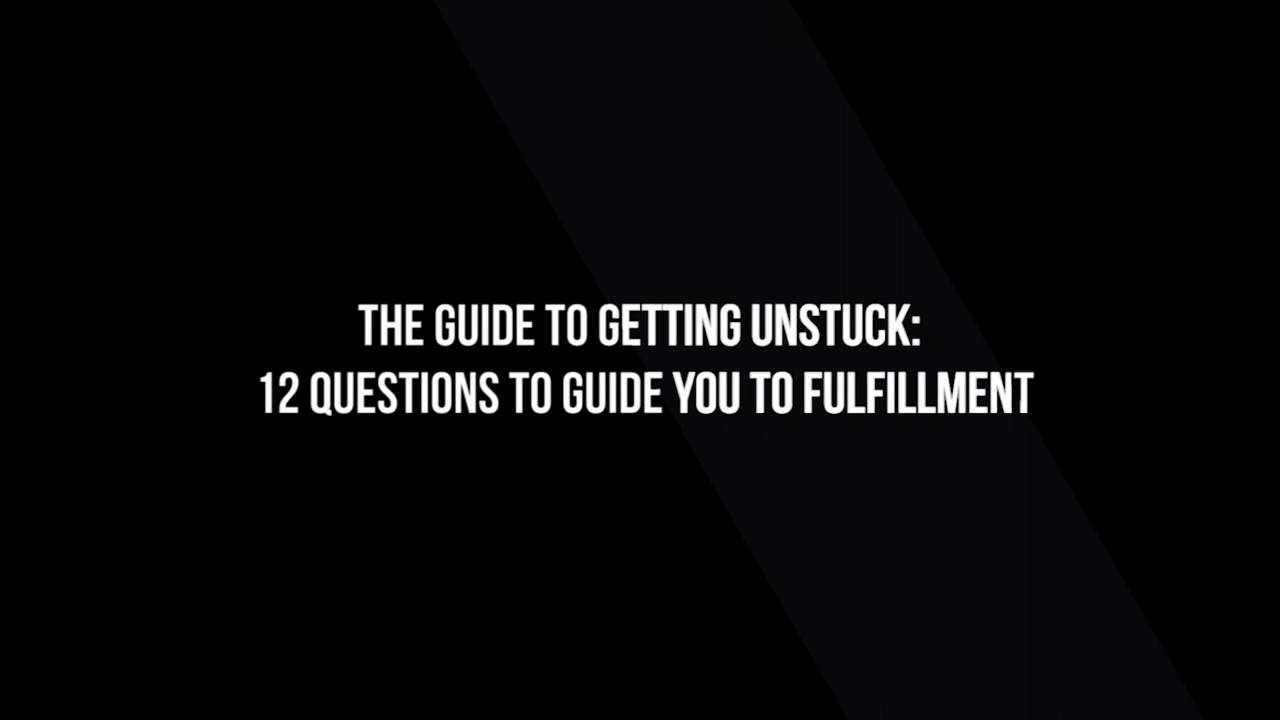 THE GUIDE TO GETTING UNSTUCK:
12 QUESTIONS TO GUIDE YOU TO FULFILLMENT